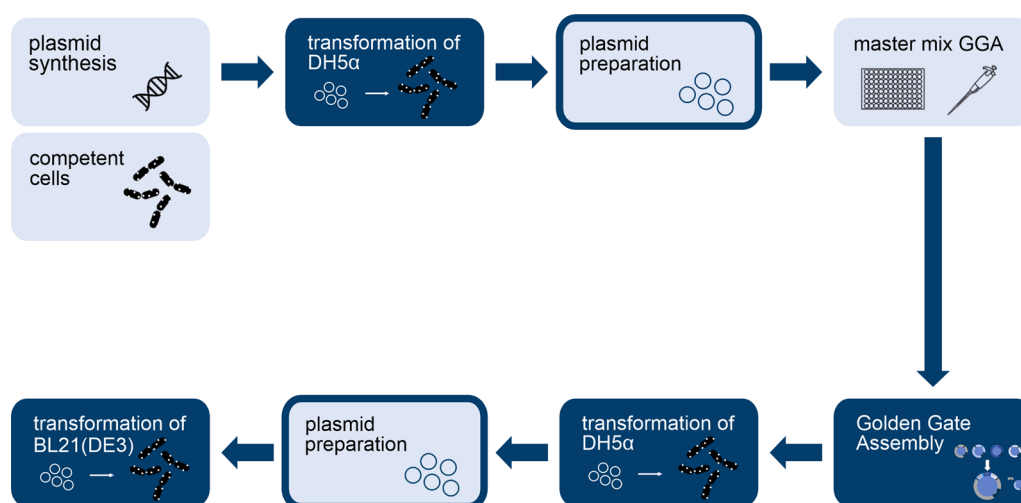 plasmid
synthesis
transformation of
DH5α
plasmid
preparation
master mix GGA
competent
cells
transformation of
BL21(DE3)
plasmid
preparation
transformation of
DH5α
Golden Gate
Assembly